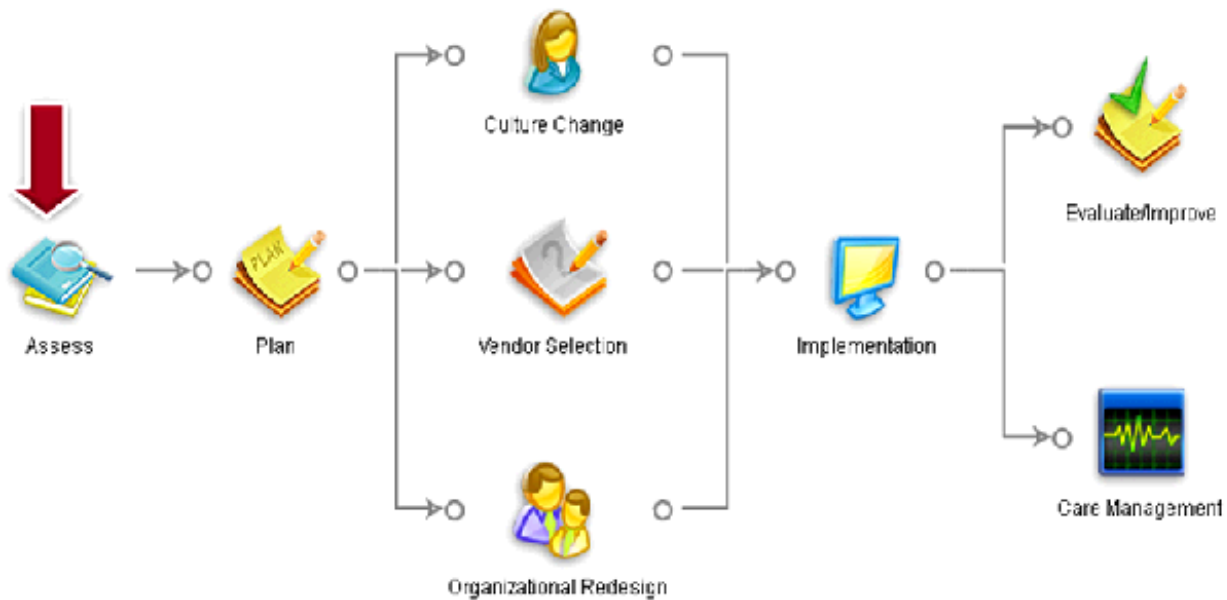 Culture Change
Evaluate/Improve
PLAN
?
Assess
Plan
Vendor Selection
Implementation
Care Management
Organizational Redesign